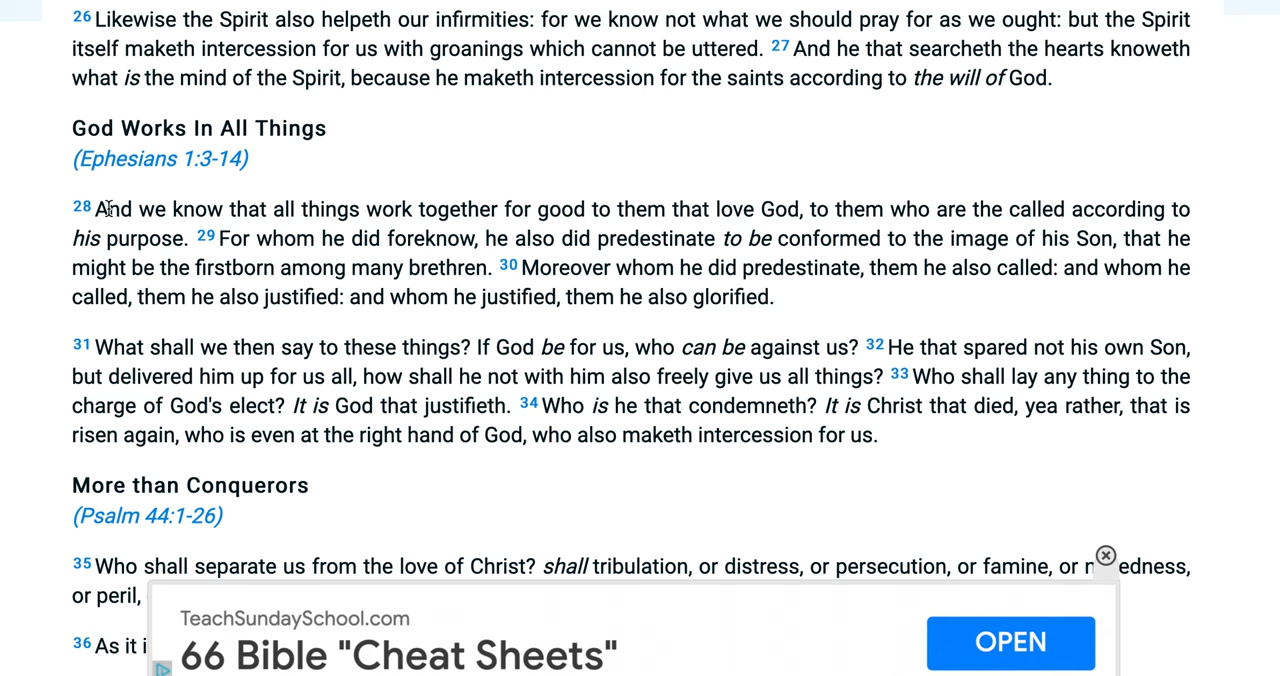 26 Likewise the Spirit also helpeth our infirmities: for we know not what we should pray for as we ought: but the Spirit
itself maketh intercession for us with groanings which cannot be uttered. 27 And he that searcheth the hearts knoweth
what is the mind of the Spirit, because he maketh intercession for the saints according to the will of God.
God Works In All Things
(Ephesians 1:3-14)
28 And we know that all things work together for good to them that love God, to them who are the called according to
his purpose. 29 For whom he did foreknow, he also did predestinate to be conformed to the image of his Son, that he
might be the firstborn among many brethren. 30 Moreover whom he did predestinate, them he also called: and whom he
called, them he also justified: and whom he justified, them he also glorified.
31 What shall we then say to these things? If God be for us, who can be against us? 32 He that spared not his own Son,
but delivered him up for us all, how shall he not with him also freely give us all things? 33 Who shall lay any thing to the
charge of God's elect? It is God that justifieth. 34 Who is he that condemneth? It is Christ that died, yea rather, that is
risen again, who is even at the right hand of God, who also maketh intercession for us.
More than Conquerors
(Psalm 44:1-26)
35 Who shall separate us from the love of Christ? shall tribulation, or distress, or persecution, or famine, or edness,
or peril,
36 As it i
TeachSundaySchool.com
66 Bible "Cheat Sheets"
OPEN